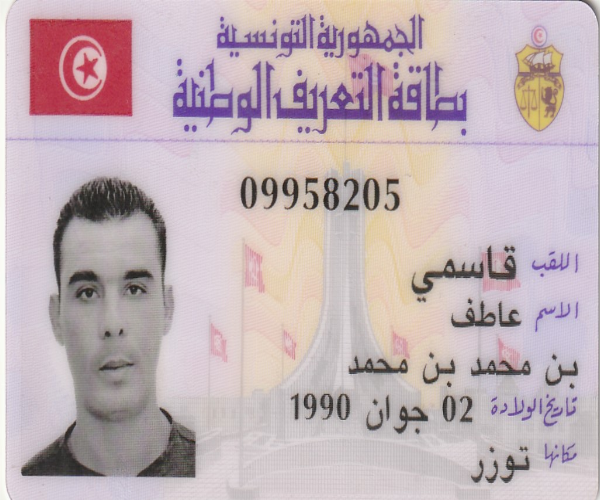 الجمهورية التونسية
بطاقة التعريف الوطنية
09958205
اللقب قاسمي
الاسم عاطف
بن محمد بن محمد
تاريخ الولادة 02 جوان 1990
مكانها توزر